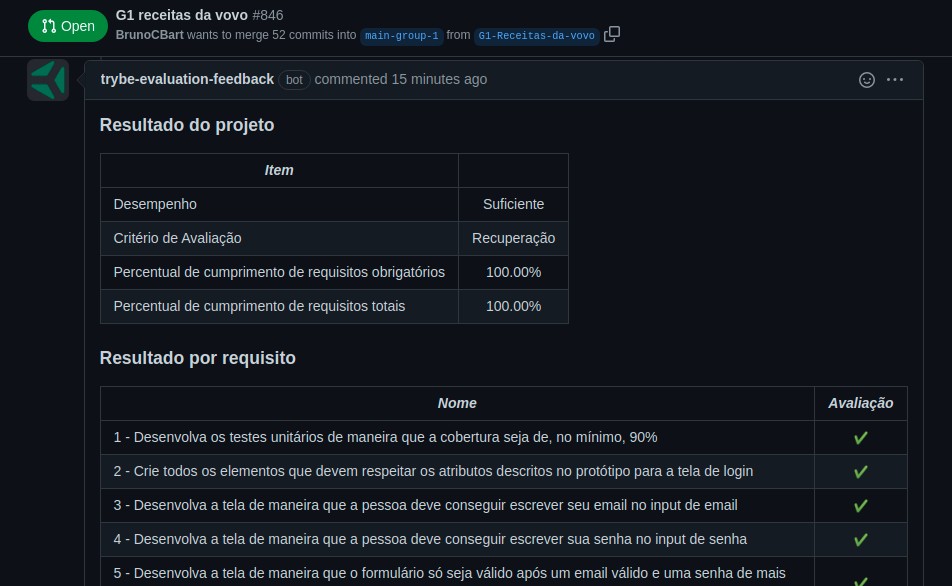 Open
G1 receitas da vovo #846
BrunoCBart wants to merge 52 commits into main-group-1 from G1-Receitas-da-vovo
trybe-evaluation-feedback bot commented 15 minutes ago
Resultado do projeto
Item
Desempenho Suficiente
Critério de Avaliação Recuperação
Percentual de cumprimento de requisitos obrigatórios 100.00%
Percentual de cumprimento de requisitos totais 100.00%
Resultado por requisito
Nome Avaliação
1 - Desenvolva os testes unitários de maneira que a cobertura seja de, no mínimo, 90% ✔
2 - Crie todos os elementos que devem respeitar os atributos descritos no protótipo para a tela de login ✔
3 - Desenvolva a tela de maneira que a pessoa deve conseguir escrever seu email no input de email ✔
4 - Desenvolva a tela de maneira que a pessoa deve conseguir escrever sua senha no input de senha ✔
5 - Desenvolva a tela de maneira que o formulário só seja válido após um email válido e uma senha de mais ✔